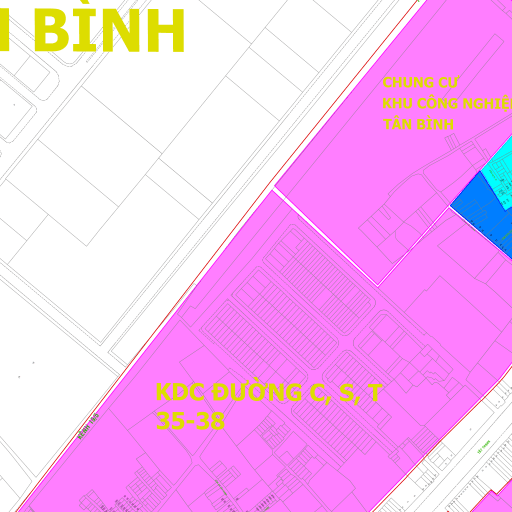 BÌNH
CHUNG CƯ
KHU CÔNG NGHIỆ
TÂN BÌNH
KDC ĐƯỜNG C, S, T
35-38